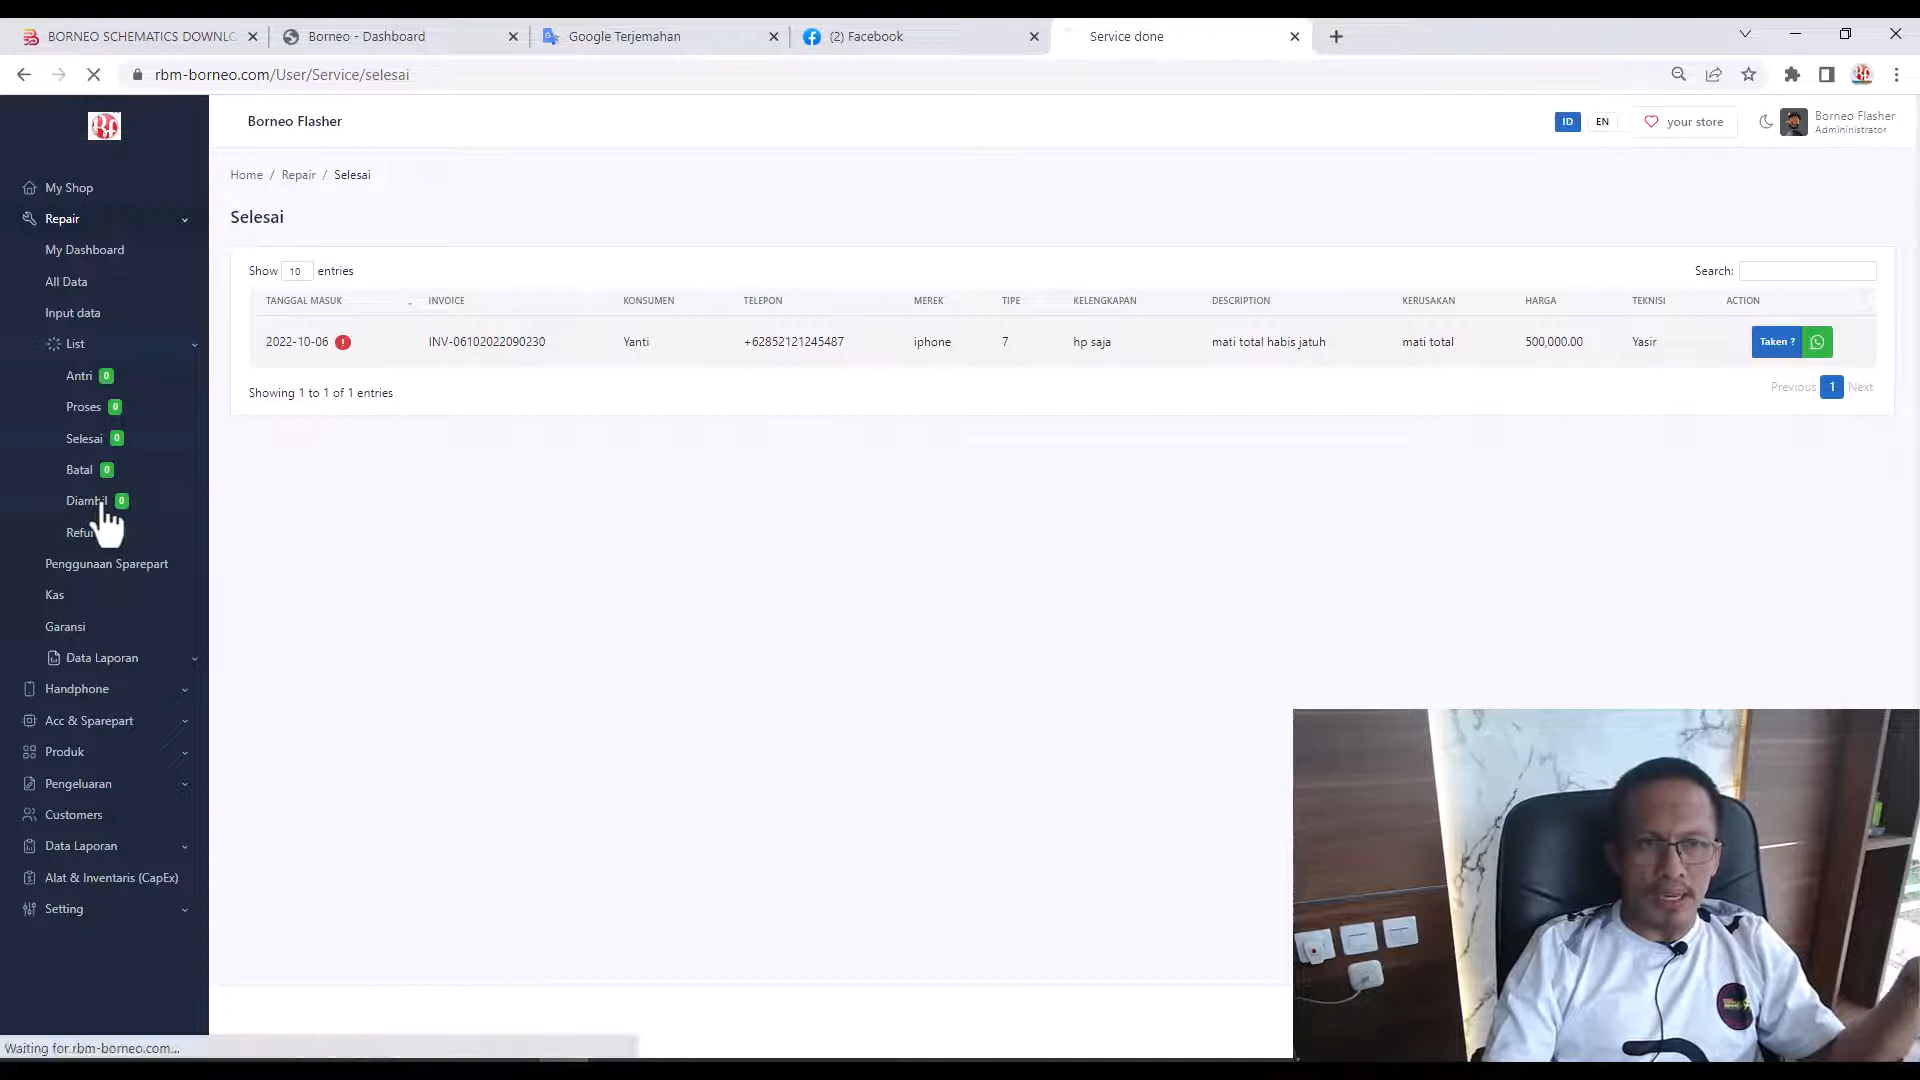 BORNEO SCHEMATICS DOWNLO
Borneo - Dashboard
Google Terjemahan
(2) Facebook
Service done
rbm-borneo.com/User/Service/selesai
Borneo Flasher
ID
EN
your store
Borneo Flasher
Admininistrator
My Shop
Repair
My Dashboard
All Data
Input data
List
Antri 0
Proses 0
Selesai 0
Batal 0
Diambil 0
Penggunaan Sparepart
Kas
Garansi
Data Laporan
Handphone
Acc & Sparepart
Produk
Pengeluaran
Customers
Data Laporan
Alat & Inventaris (CapEx)
Setting
Home / Repair / Selesai
Selesai
Show 10 entries
Search:
TANGGAL MASUK INVOICE KONSUMEN TELEPON MEREK TIPE KELENGKAPAN DESCRIPTION KERUSAKAN HARGA TEKNISI ACTION
2022-10-06 INV-06102022090230 Yanti +62852121245487 iphone 7 hp saja mati total habis jatuh mati total 500,000.00 Yasir Taken ?
Showing 1 to 1 of 1 entries
Previous 1 Next
Waiting for rbm-borneo.com...